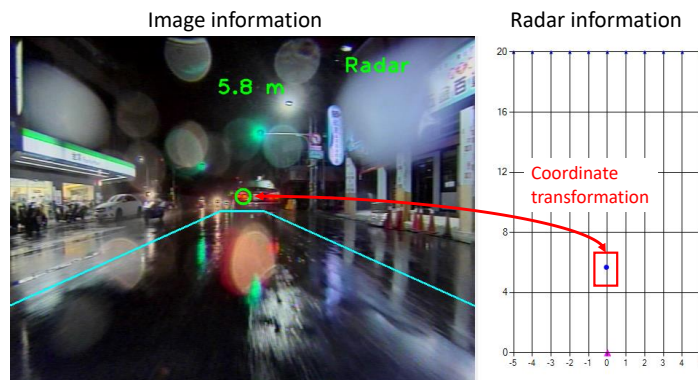 Image information
Radar information
Radar
5.8 m
Coordinate
transformation
20
16
12
8
4
0
-5 -4 -3 -2 -1 0 1 2 3 4